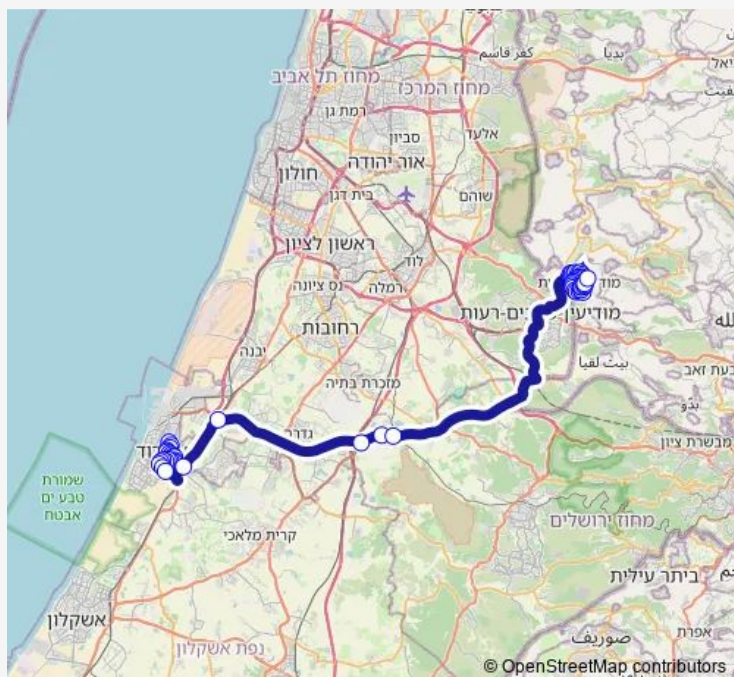 כפר קאסם
בדיה
מחוז תל אביב
מחוז המרכז
רמת גן
אלעד
סביון
אור יהודה
חולון
בית דגן
שוהם
ראשון לציון
לוד
נס ציונה
רמלה
רחובות
בית לקיא
יבנה
מזכרת בתיה
בדו
מבשרת ציון
גדרה
שמורת
טבע ים
אבטח
מחוז ירושלים
קרית מלאכי
ביתר עילית
אשקלון
צוריף
אפרת
נפת אשקלון
© OpenStreetMap contributors